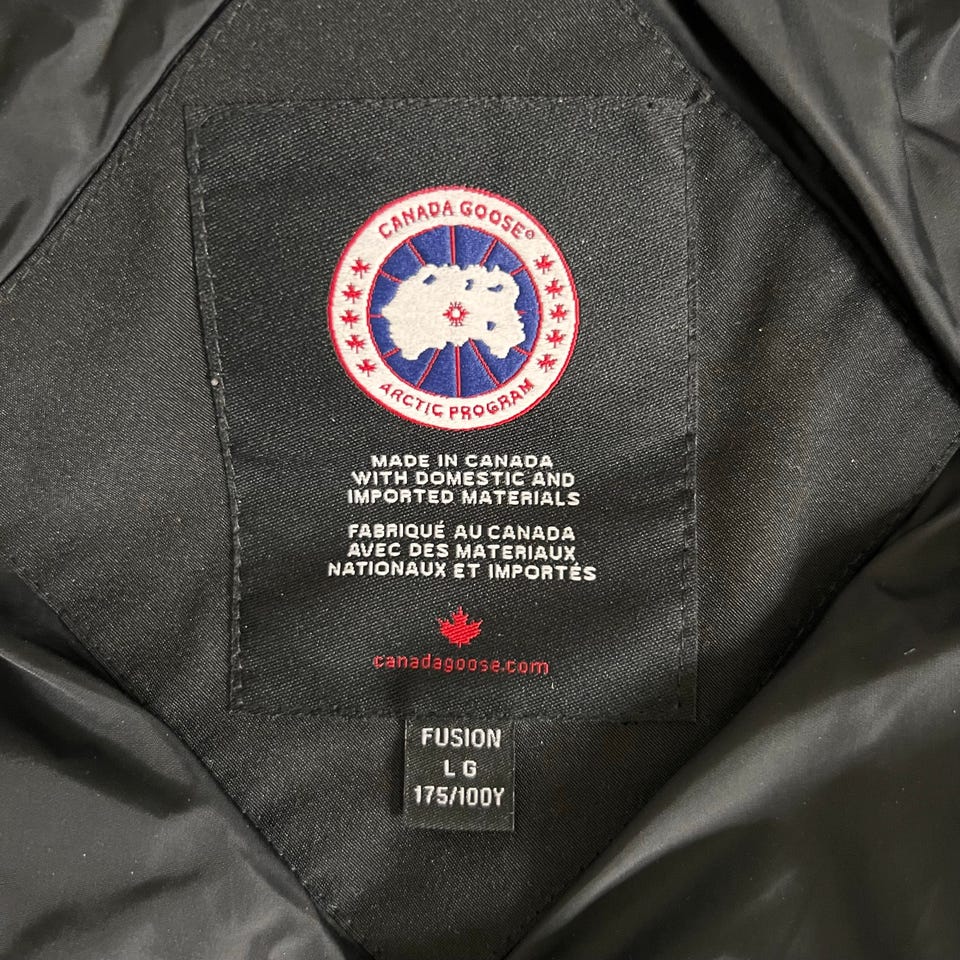 CANADA GOOSE®
ARCTIC PROGRAM
MADE IN CANADA
WITH DOMESTIC AND
IMPORTED MATERIALS
FABRIQUÉ AU CANADA
AVEC DES MATERIAUX
NATIONAUX ET IMPORTÉS
canadagoose.com
FUSION
LG
175/100Y